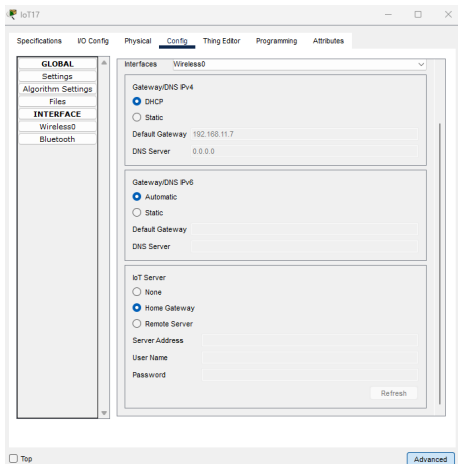 IoT17
Specifications I/O Config Physical Config Thing Editor Programming Attributes
GLOBAL
Settings
Algorithm Settings
Files
INTERFACE
Wireless0
Bluetooth
Interfaces Wireless0
Gateway/DNS IPv4
DHCP
Static
Default Gateway 192.168.11.7
DNS Server 0.0.0.0
Gateway/DNS IPv6
Automatic
Static
Default Gateway
DNS Server
IoT Server
None
Home Gateway
Remote Server
Server Address
User Name
Password
Refresh
Top
Advanced